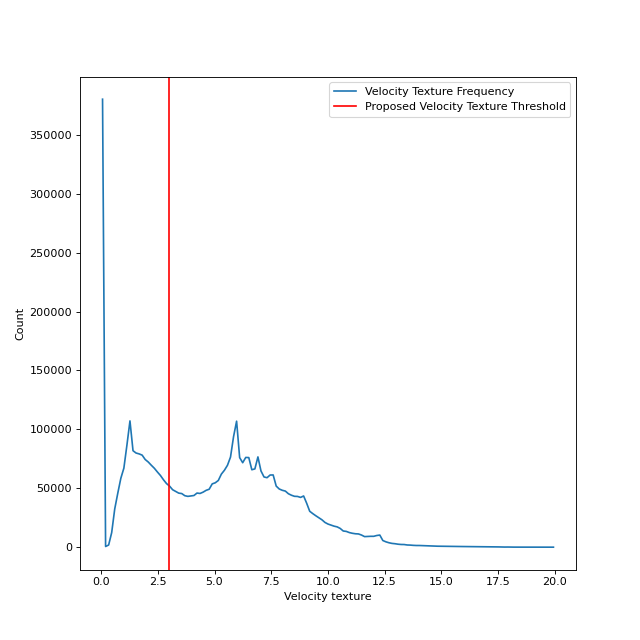 Velocity Texture Frequency
Proposed Velocity Texture Threshold
350000
300000
250000
200000
150000
100000
50000
0
Count
0.0 2.5 5.0 7.5 10.0 12.5 15.0 17.5 20.0
Velocity texture